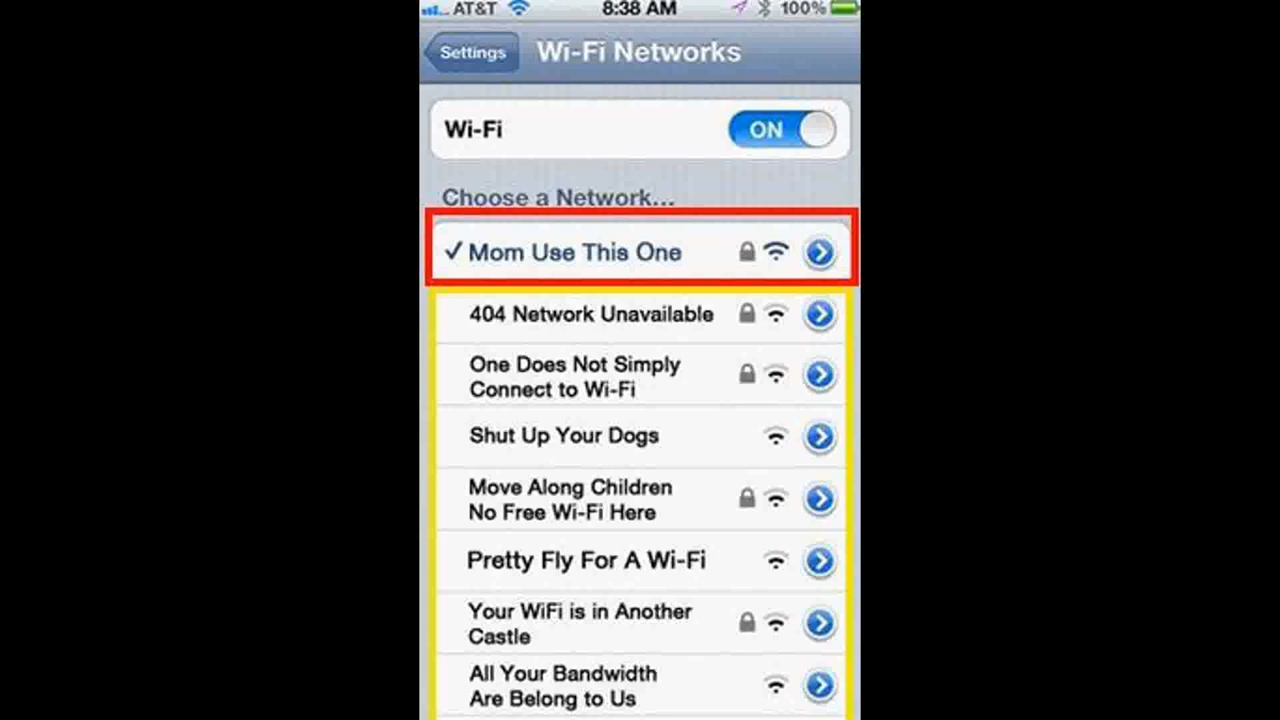 AT&T 8:38 AM 100%
Settings Wi-Fi Networks
Wi-Fi ON
Choose a Network...
Mom Use This One
404 Network Unavailable
One Does Not Simply
Connect to Wi-Fi
Shut Up Your Dogs
Move Along Children
No Free Wi-Fi Here
Pretty Fly For A Wi-Fi
Your WiFi is in Another
Castle
All Your Bandwidth
Are Belong to Us